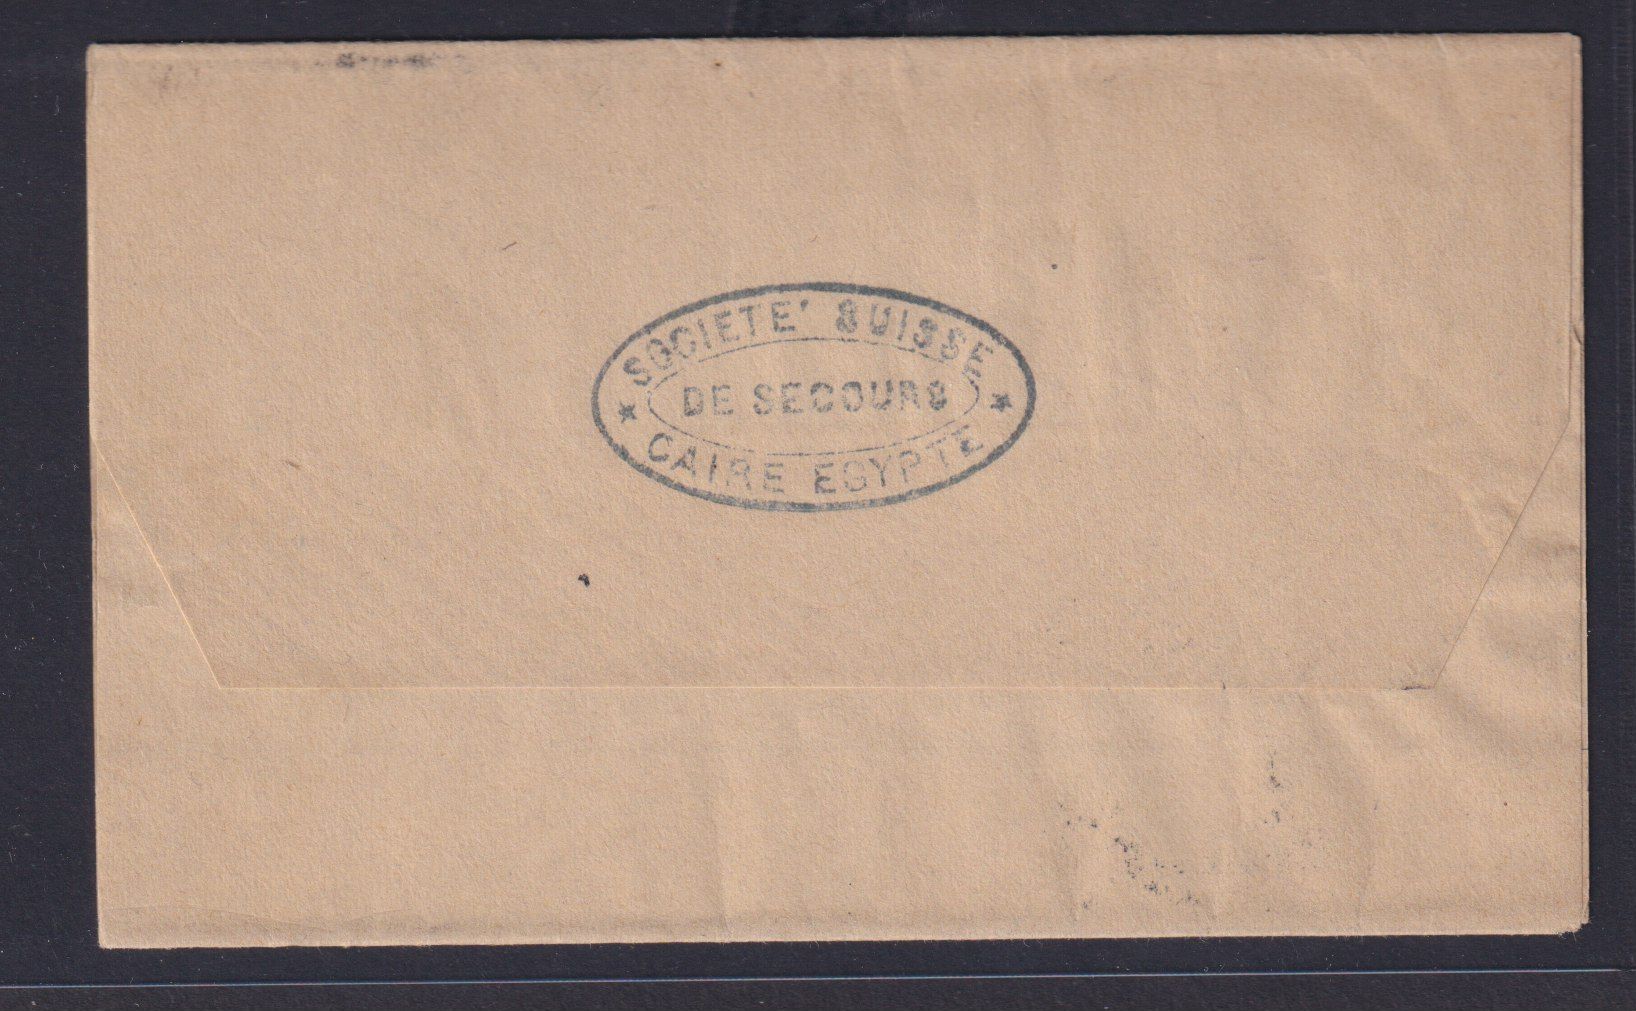 SOCIETE' SUISSE
DE SECOURS
★ CAIRE EGYPTE ★